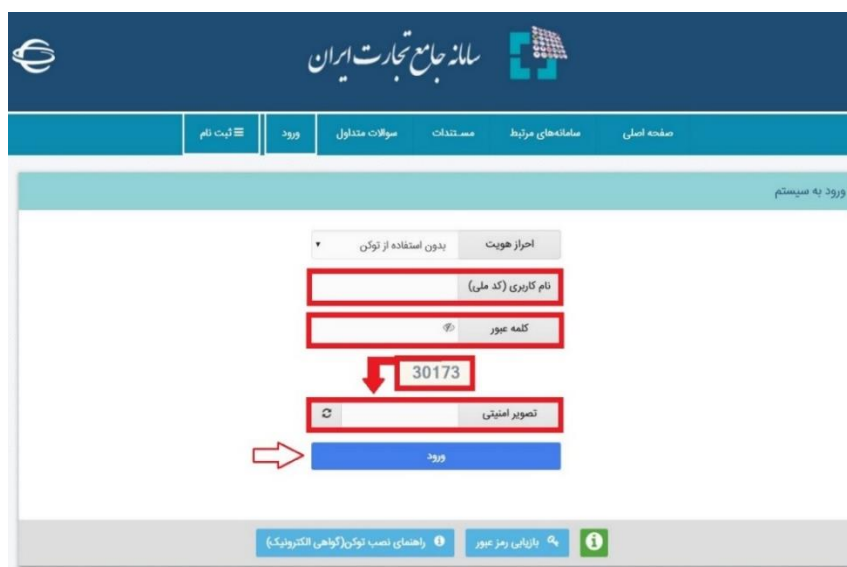 سامانه جامع تجارت ایران
صفحه اصلی
سامانه‌های مرتبط
مستندات
سوالات متداول
ورود
ثبت نام
ورود به سیستم
احراز هویت
بدون استفاده از توکن
نام کاربری (کد ملی)
کلمه عبور
30173
تصویر امنیتی
ورود
بازیابی رمز عبور
راهنمای نصب توکن(گواهی الکترونیک)